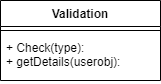 Validation
+ Check(type):
+ getDetails(userobj):